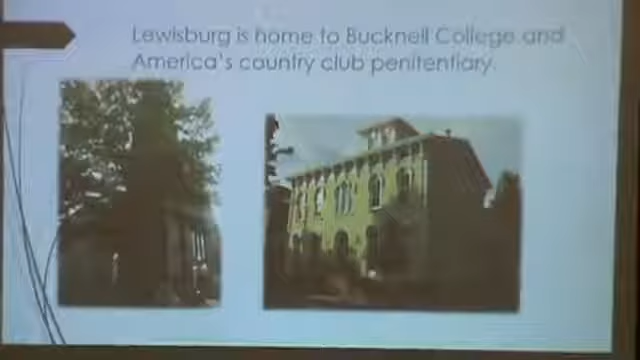 Lewisburg is home to Bucknell College and
America's country club penitentiary.